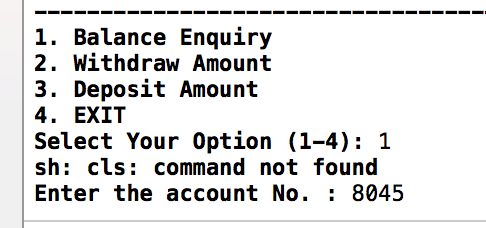 1. Balance Enquiry
2. Withdraw Amount
3. Deposit Amount
4. EXIT
Select Your Option (1-4): 1
sh: cls: command not found
Enter the account No. : 8045